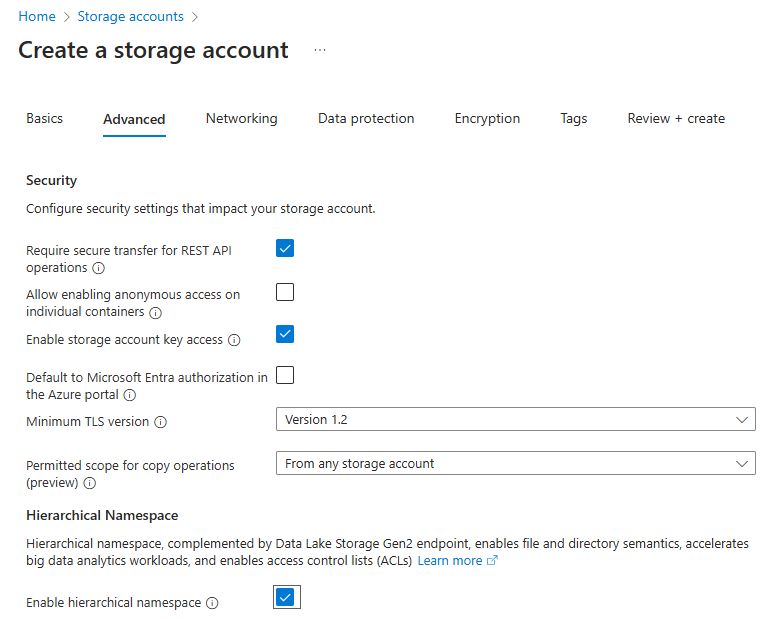 Home > Storage accounts >
Create a storage account ...
Basics Advanced Networking Data protection Encryption Tags Review + create
Security
Configure security settings that impact your storage account.
Require secure transfer for REST API
operations
Allow enabling anonymous access on
individual containers
Enable storage account key access
Default to Microsoft Entra authorization in
the Azure portal
Minimum TLS version
Version 1.2
Permitted scope for copy operations
(preview)
From any storage account
Hierarchical Namespace
Hierarchical namespace, complemented by Data Lake Storage Gen2 endpoint, enables file and directory semantics, accelerates
big data analytics workloads, and enables access control lists (ACLs) Learn more
Enable hierarchical namespace